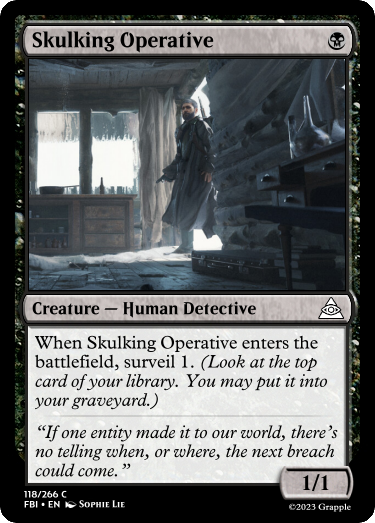 Skulking Operative
Creature — Human Detective
When Skulking Operative enters the
battlefield, surveil 1. (Look at the top
card of your library. You may put it into
your graveyard.)
“If one entity made it to our world, there’s
no telling when, or where, the next breach
could come.”
1/1
118/266 C
FBI • EN Sophie Lie
©2023 Grapple